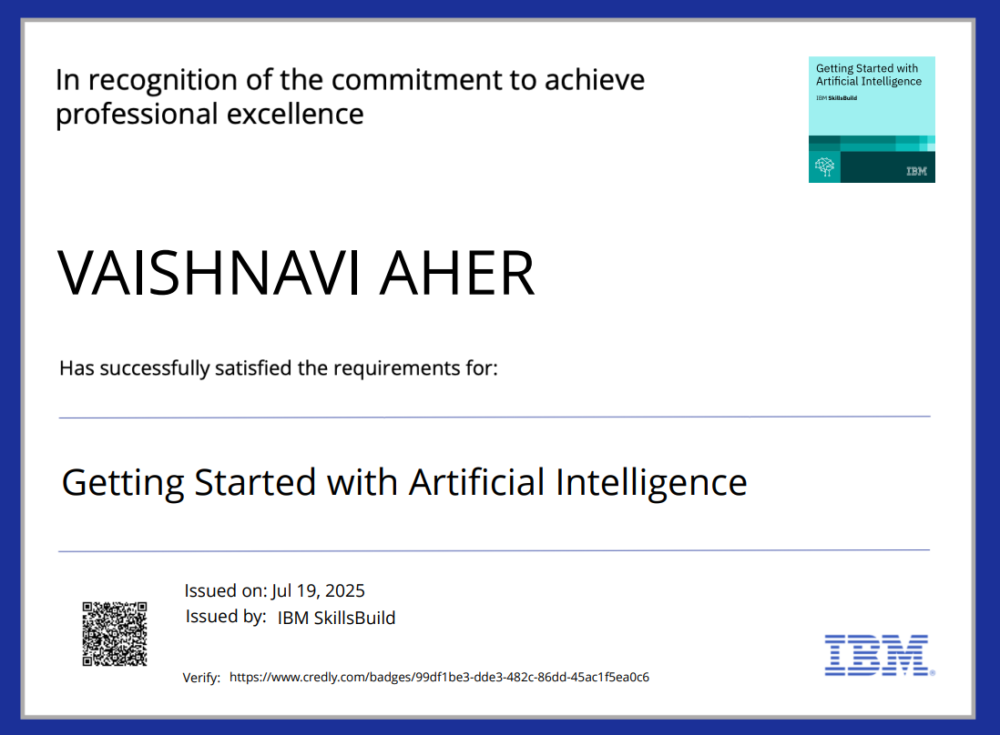 In recognition of the commitment to achieve
professional excellence
Getting Started with
Artificial Intelligence
IBM SkillsBuild
IBM
VAISHNAVI AHER
Has successfully satisfied the requirements for:
Getting Started with Artificial Intelligence
Issued on: Jul 19, 2025
Issued by: IBM SkillsBuild
Verify: https://www.credly.com/badges/99df1be3-dde3-482c-86dd-45ac1f5ea0c6
IBM®